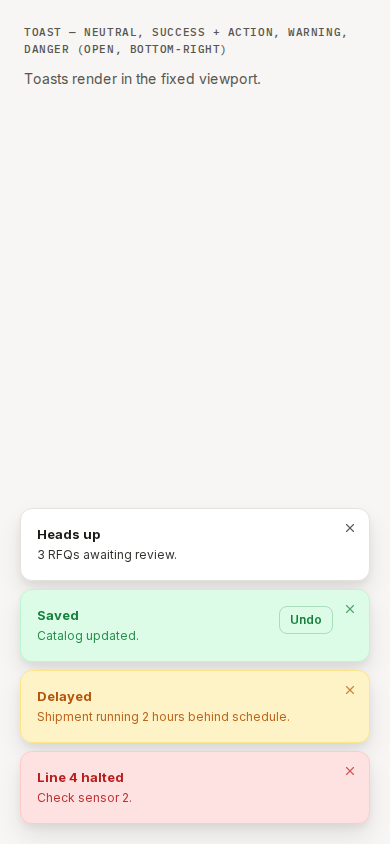 TOAST — NEUTRAL, SUCCESS + ACTION, WARNING,
DANGER (OPEN, BOTTOM-RIGHT)
Toasts render in the fixed viewport.
Heads up
3 RFQs awaiting review.
Saved
Undo
Catalog updated.
Delayed
Shipment running 2 hours behind schedule.
Line 4 halted
Check sensor 2.